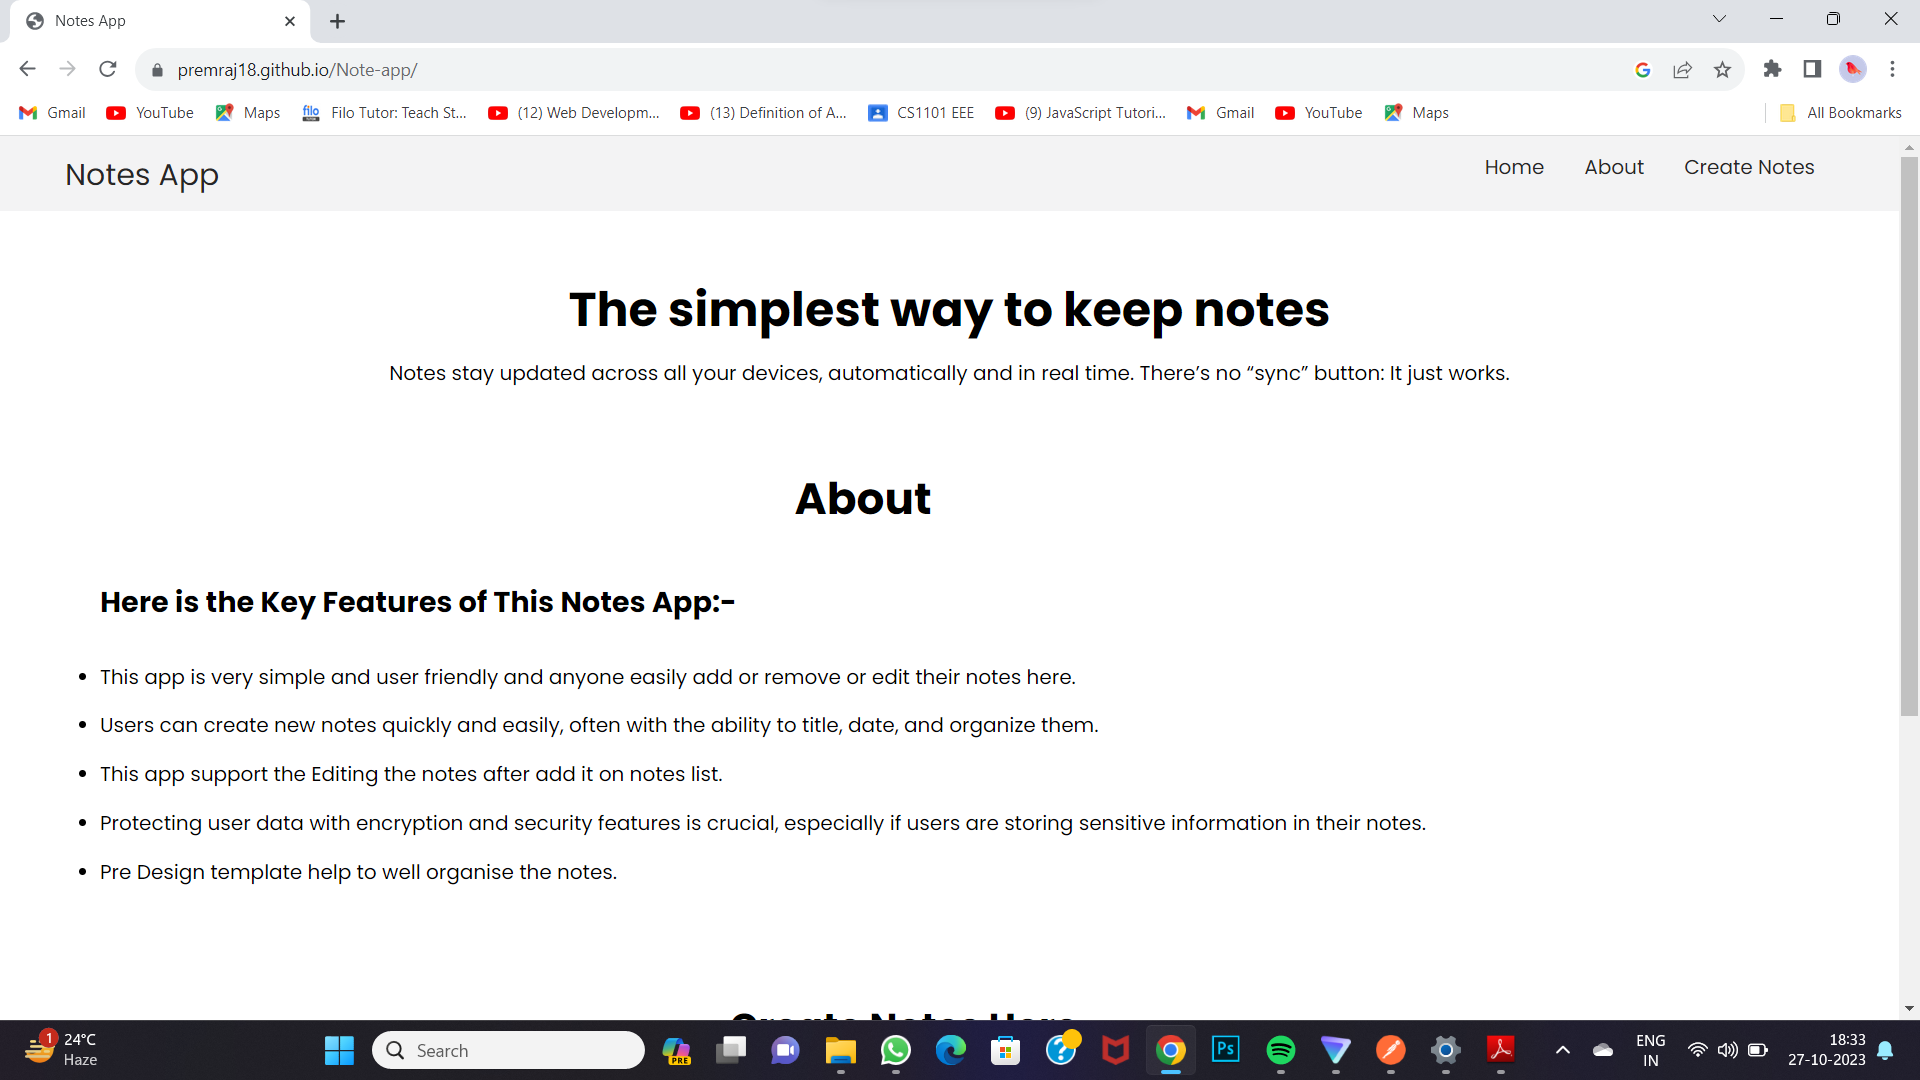 Notes App
premraj18.github.io/Note-app/
Gmail YouTube Maps Filo Tutor: Teach St... (12) Web Developm... (13) Definition of A... CS1101 EEE (9) JavaScript Tutori... Gmail YouTube Maps All Bookmarks
Notes App Home About Create Notes
The simplest way to keep notes
Notes stay updated across all your devices, automatically and in real time. There’s no “sync” button: It just works.
About
Here is the Key Features of This Notes App:-
• This app is very simple and user friendly and anyone easily add or remove or edit their notes here.
• Users can create new notes quickly and easily, often with the ability to title, date, and organize them.
• This app support the Editing the notes after add it on notes list.
• Protecting user data with encryption and security features is crucial, especially if users are storing sensitive information in their notes.
• Pre Design template help to well organise the notes.
Create Notes Here
1 24°C
Haze
Search
PRE
Ps
ENG
IN
18:33
27-10-2023